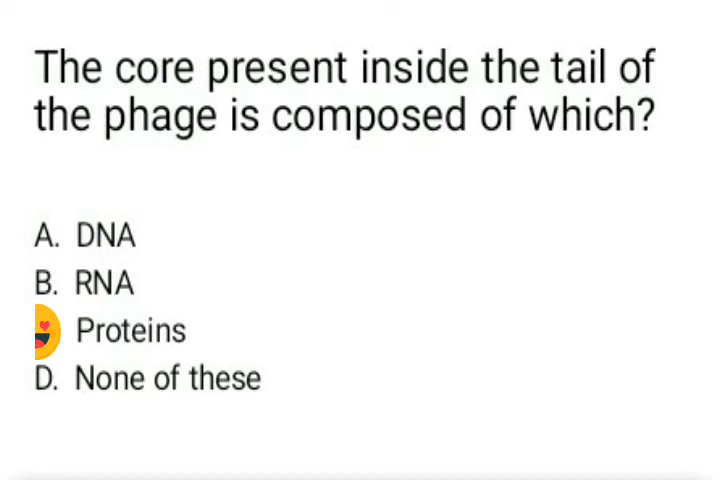 The core present inside the tail of
the phage is composed of which?
A. DNA
B. RNA
Proteins
D. None of these